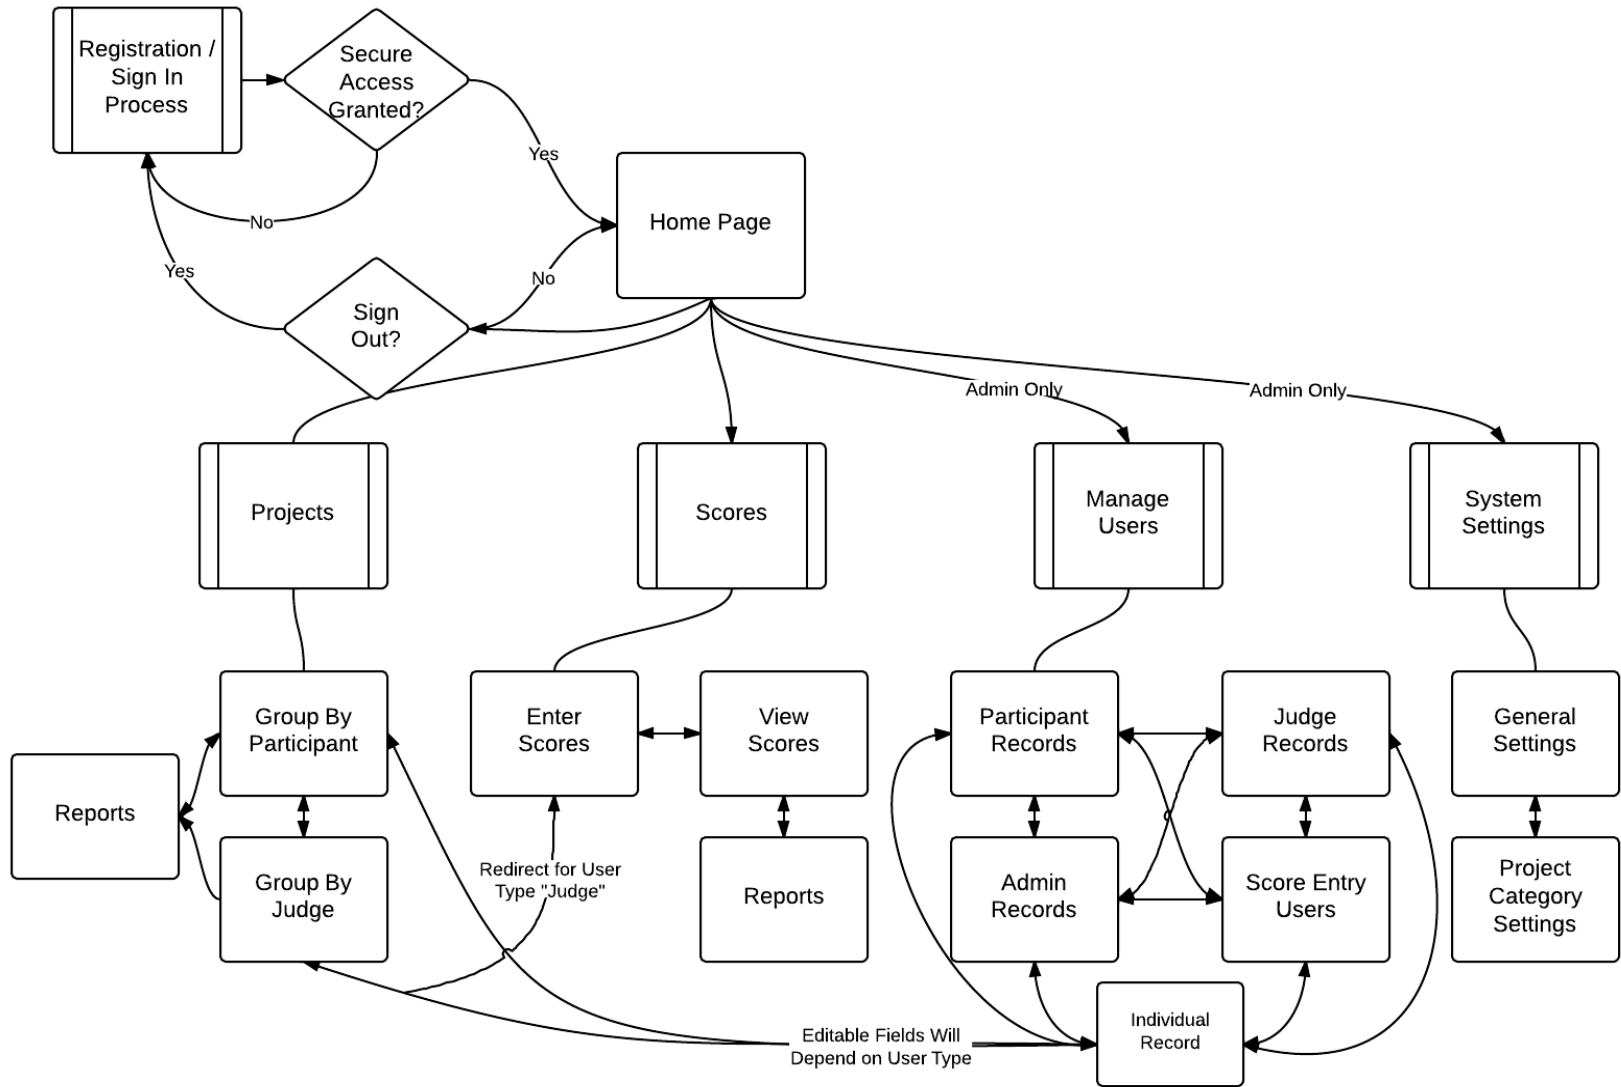 Registration /
Sign In
Process
Secure
Access
Granted?
Yes
No
Home Page
Yes
No
Sign
Out?
Admin Only
Admin Only
Projects
Scores
Manage
Users
System
Settings
Group By
Participant
Enter
Scores
View
Scores
Participant
Records
Judge
Records
General
Settings
Reports
Group By
Judge
Redirect for User
Type "Judge"
Reports
Admin
Records
Score Entry
Users
Project
Category
Settings
Editable Fields Will
Depend on User Type
Individual
Record